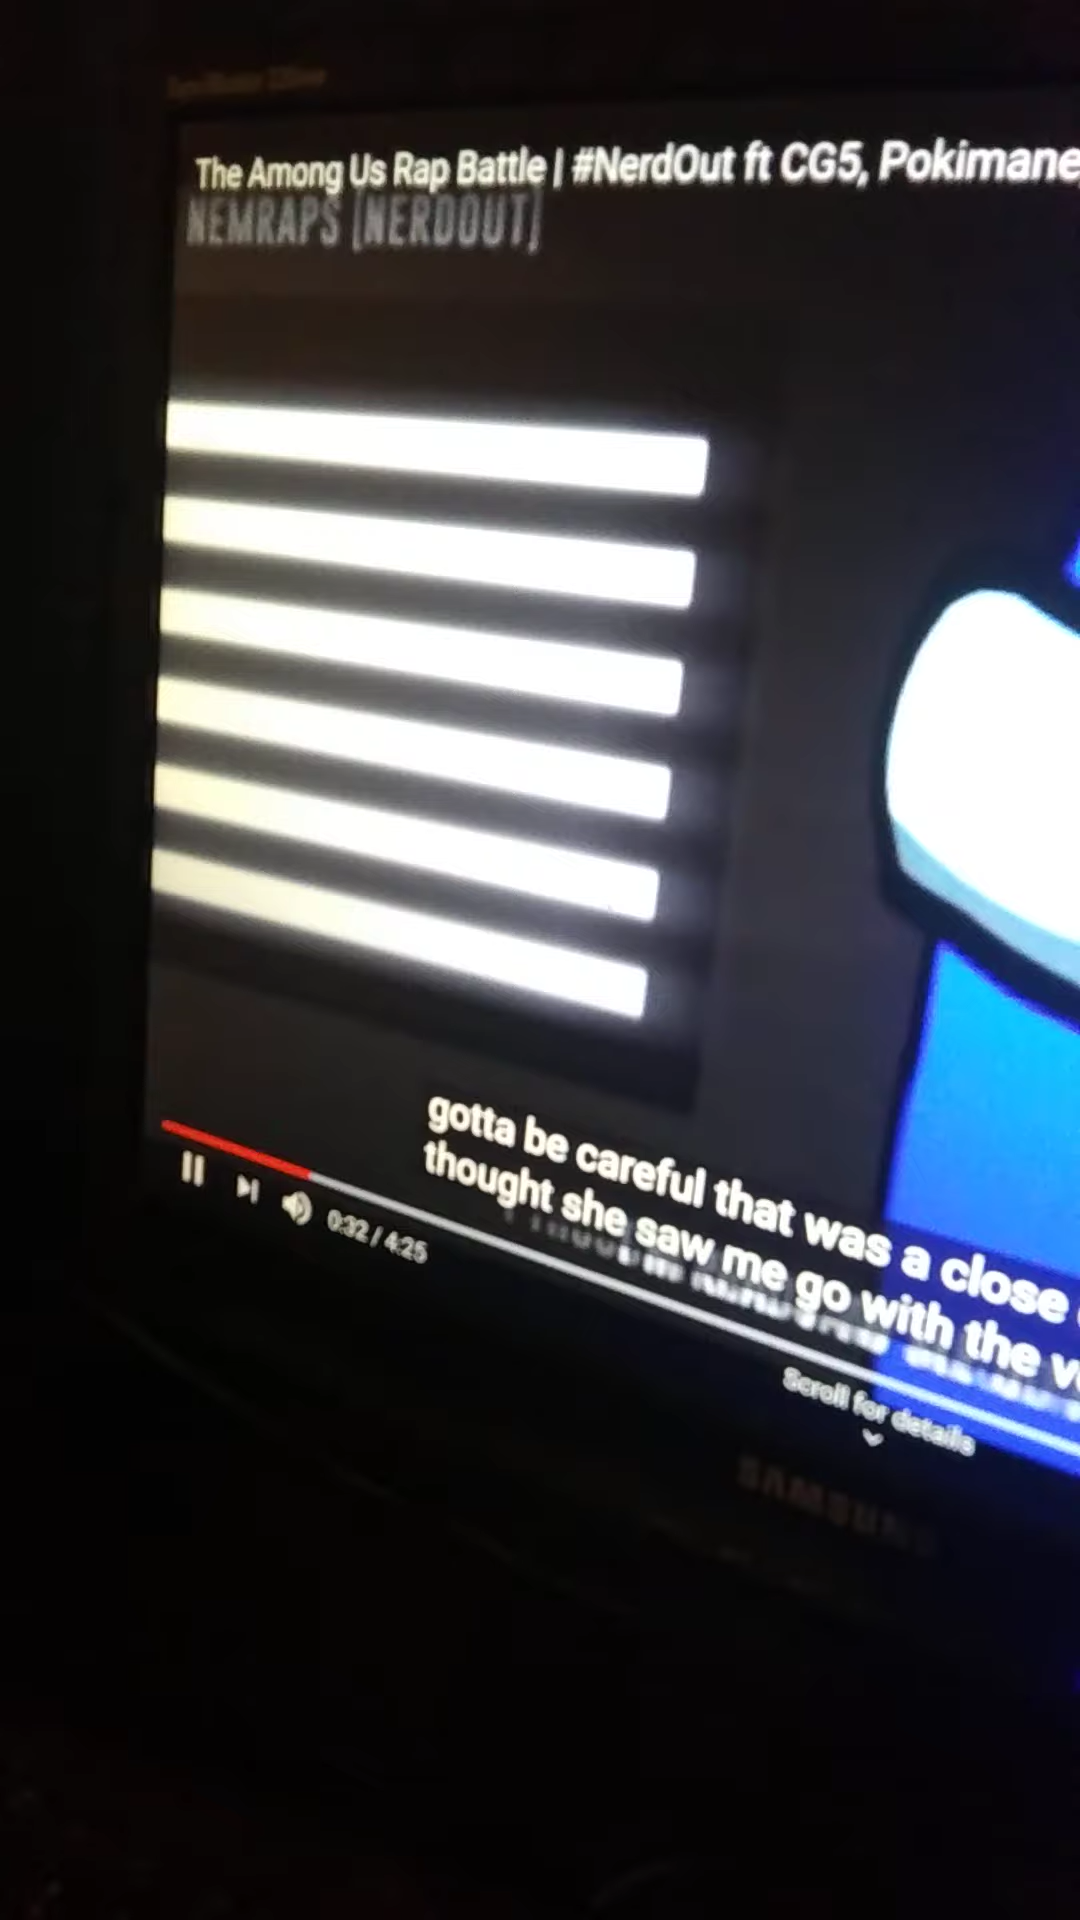 The Among Us Rap Battle | #NerdOut ft CG5, Pokimane,
NEMRAPS [NERDOUT]
gotta be careful that was a close
thought she saw me go with the
0:32 / 4:25
Scroll for details
SAMSUNG